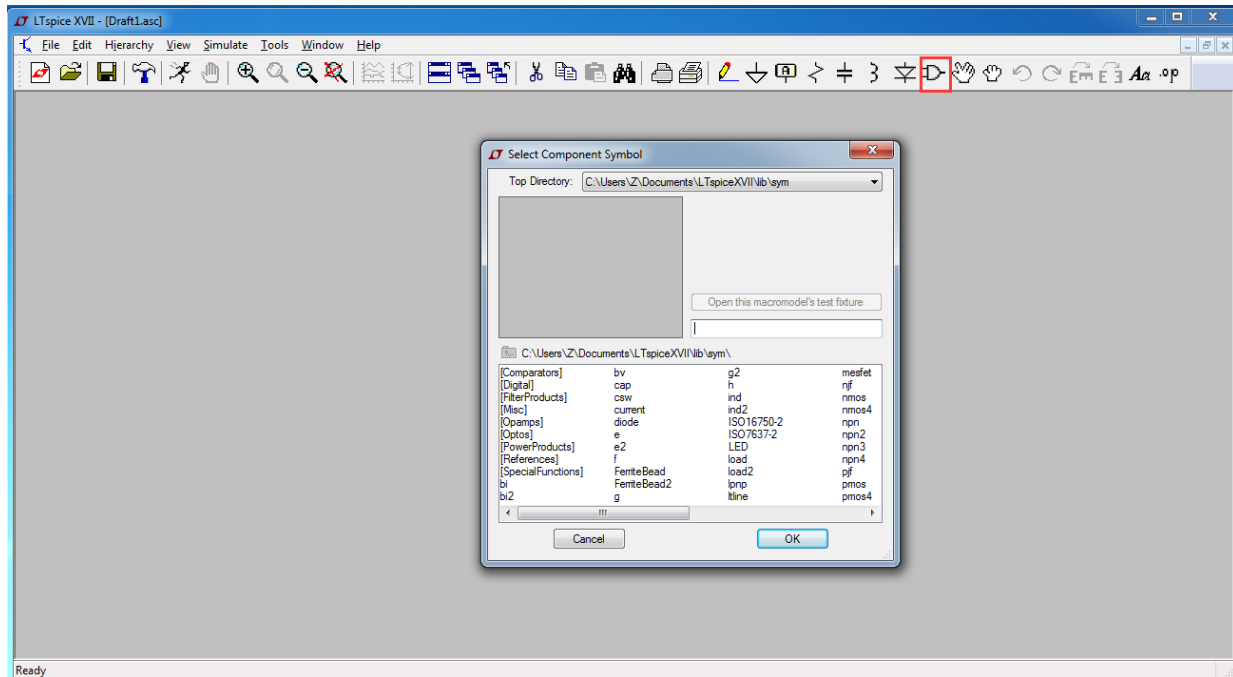 LTspice XVII - [Draft1.asc]
File Edit Hierarchy View Simulate Tools Window Help
Aa .op
Select Component Symbol
Top Directory: C:\Users\Z\Documents\LTspiceXVII\lib\sym
Open this macromodel's test fixture
C:\Users\Z\Documents\LTspiceXVII\lib\sym\
[Comparators] bv g2 mesfet
[Digital] cap h njf
[FilterProducts] csw ind nmos
[Misc] current ind2 nmos4
[Opamps] diode ISO16750-2 npn
[Optos] e ISO7637-2 npn2
[PowerProducts] e2 LED npn3
[References] f load npn4
[SpecialFunctions] FerriteBead load2 pjf
bi FerriteBead2 lpnp pmos
bi2 g ltline pmos4
Cancel OK
Ready